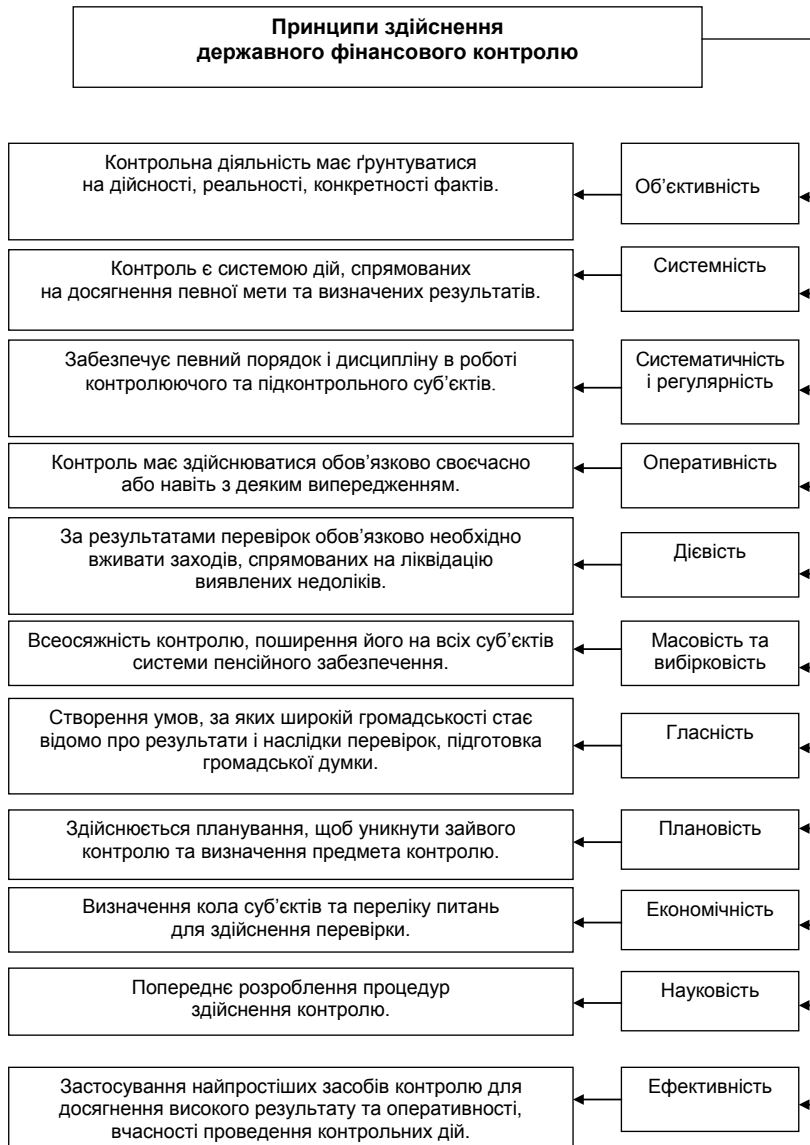 Принципи здійснення
державного фінансового контролю
Контрольна діяльність має ґрунтуватися
на дійсності, реальності, конкретності фактів.
Об’єктивність
Контроль є системою дій, спрямованих
на досягнення певної мети та визначених результатів.
Системність
Забезпечує певний порядок і дисципліну в роботі
контролюючого та підконтрольного суб’єктів.
Систематичність
і регулярність
Контроль має здійснюватися обов’язково своєчасно
або навіть з деяким випередженням.
Оперативність
За результатами перевірок обов’язково необхідно
вживати заходів, спрямованих на ліквідацію
виявлених недоліків.
Дієвість
Всеосяжність контролю, поширення його на всіх суб’єктів
системи пенсійного забезпечення.
Масовість та
вибірковість
Створення умов, за яких широкій громадськості стає
відомо про результати і наслідки перевірок, підготовка
громадської думки.
Гласність
Здійснюється планування, щоб уникнути зайвого
контролю та визначення предмета контролю.
Плановість
Визначення кола суб’єктів та переліку питань
для здійснення перевірки.
Економічність
Попереднє розроблення процедур
здійснення контролю.
Науковість
Застосування найпростіших засобів контролю для
досягнення високого результату та оперативності,
вчасності проведення контрольних дій.
Ефективність